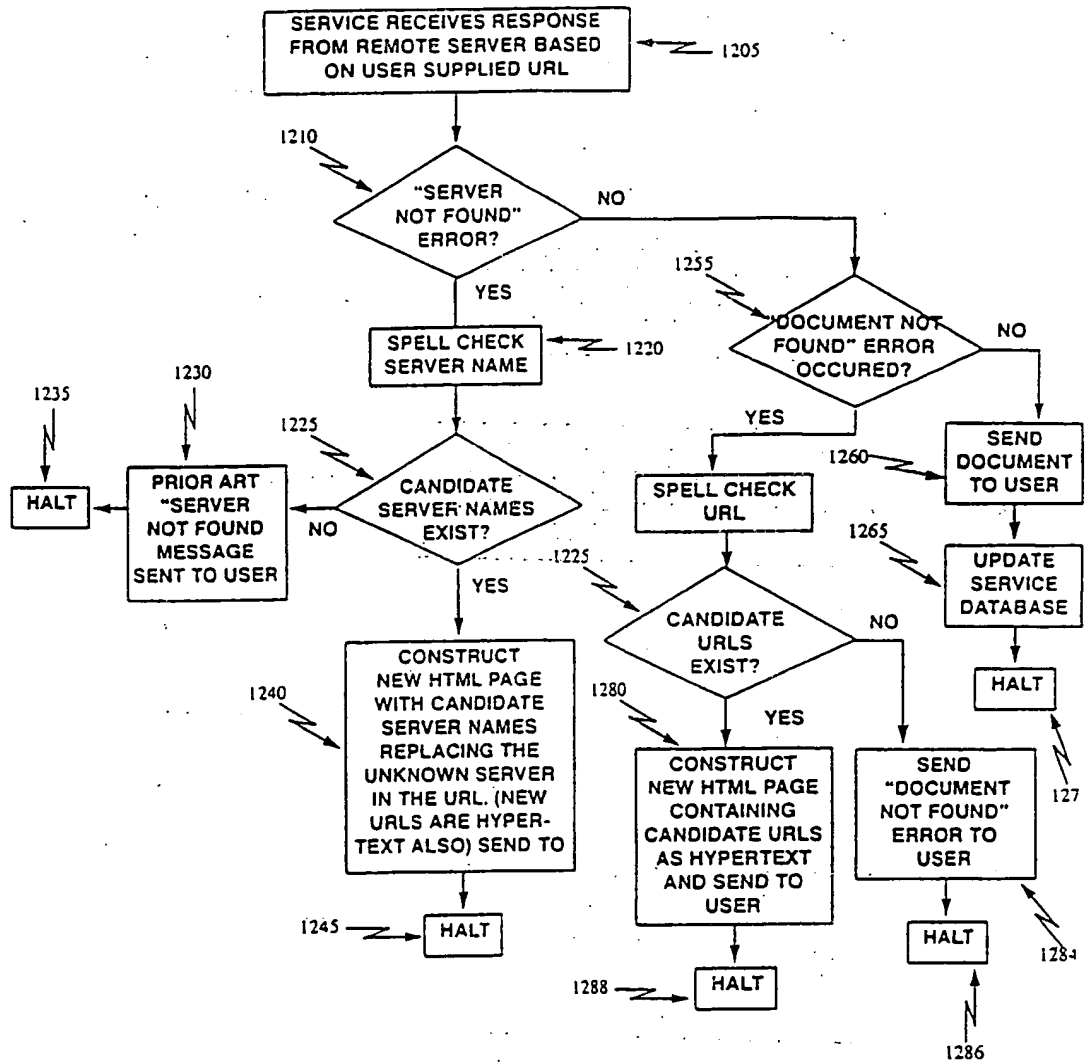 SERVICE RECEIVES RESPONSE
FROM REMOTE SERVER BASED
ON USER SUPPLIED URL
1205
1210
"SERVER
NOT FOUND"
ERROR?
NO
YES
1255
"DOCUMENT NOT
FOUND" ERROR
OCCURED?
NO
YES
SPELL CHECK
SERVER NAME
1220
1235
1230
1225
HALT
PRIOR ART
"SERVER
NOT FOUND
MESSAGE
SENT TO USER
NO
CANDIDATE
SERVER NAMES
EXIST?
YES
SPELL CHECK
URL
1260
SEND
DOCUMENT
TO USER
1265
UPDATE
SERVICE
DATABASE
HALT
127
1225
CANDIDATE
URLS
EXIST?
NO
YES
1240
CONSTRUCT
NEW HTML PAGE
WITH CANDIDATE
SERVER NAMES
REPLACING THE
UNKNOWN SERVER
IN THE URL. (NEW
URLS ARE HYPER-
TEXT ALSO) SEND TO
1245
HALT
1280
CONSTRUCT
NEW HTML PAGE
CONTAINING
CANDIDATE URLS
AS HYPERTEXT
AND SEND TO
USER
1288
HALT
SEND
"DOCUMENT
NOT FOUND"
ERROR TO
USER
1284
HALT
1286